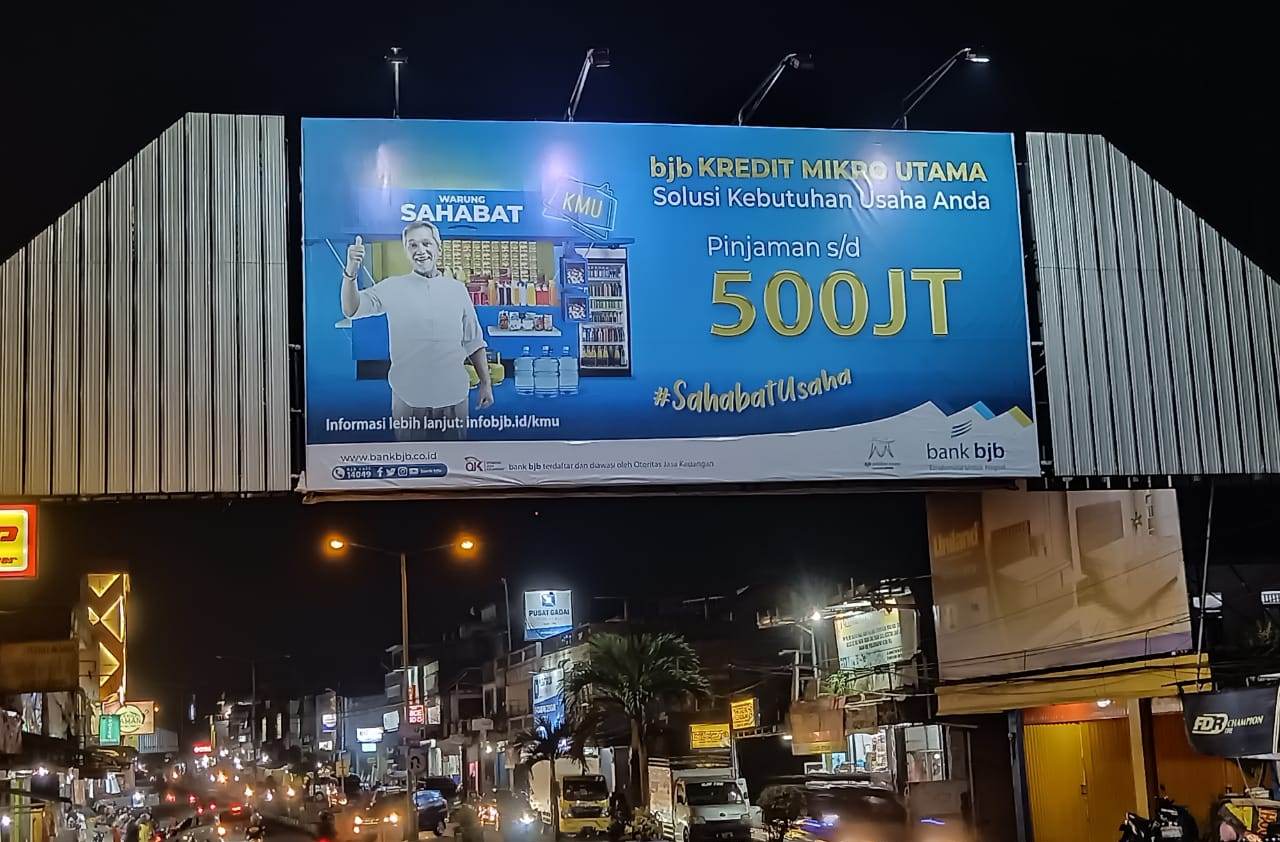 bjb KREDIT MIKRO UTAMA
Solusi Kebutuhan Usaha Anda
WARUNG
SAHABAT
KMU
Pinjaman s/d
500JT
#SahabatUsaha
Informasi lebih lanjut: infobjb.id/kmu
www.bankbjb.co.id
14049
bank bjb terdaftar dan diawasi oleh Otoritas Jasa Keuangan
bank bjb
Uniland
PUSAT GADAI
FDR CHAMPION